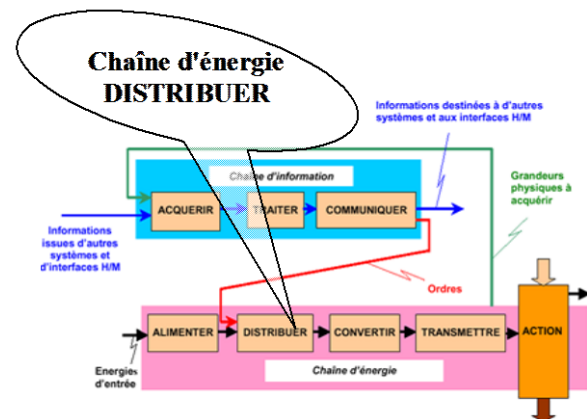 Chaîne d'énergie
DISTRIBUER
Informations destinées à d'autres
systèmes et aux interfaces H/M
Chaîne d'information
Grandeurs
physiques à
acquérir
ACQUERIR
TRAITER
COMMUNIQUER
Informations
issues d'autres
systèmes et
d'interfaces H/M
Ordres
ALIMENTER
DISTRIBUER
CONVERTIR
TRANSMETTRE
ACTION
Energies
d'entrée
Chaîne d'énergie